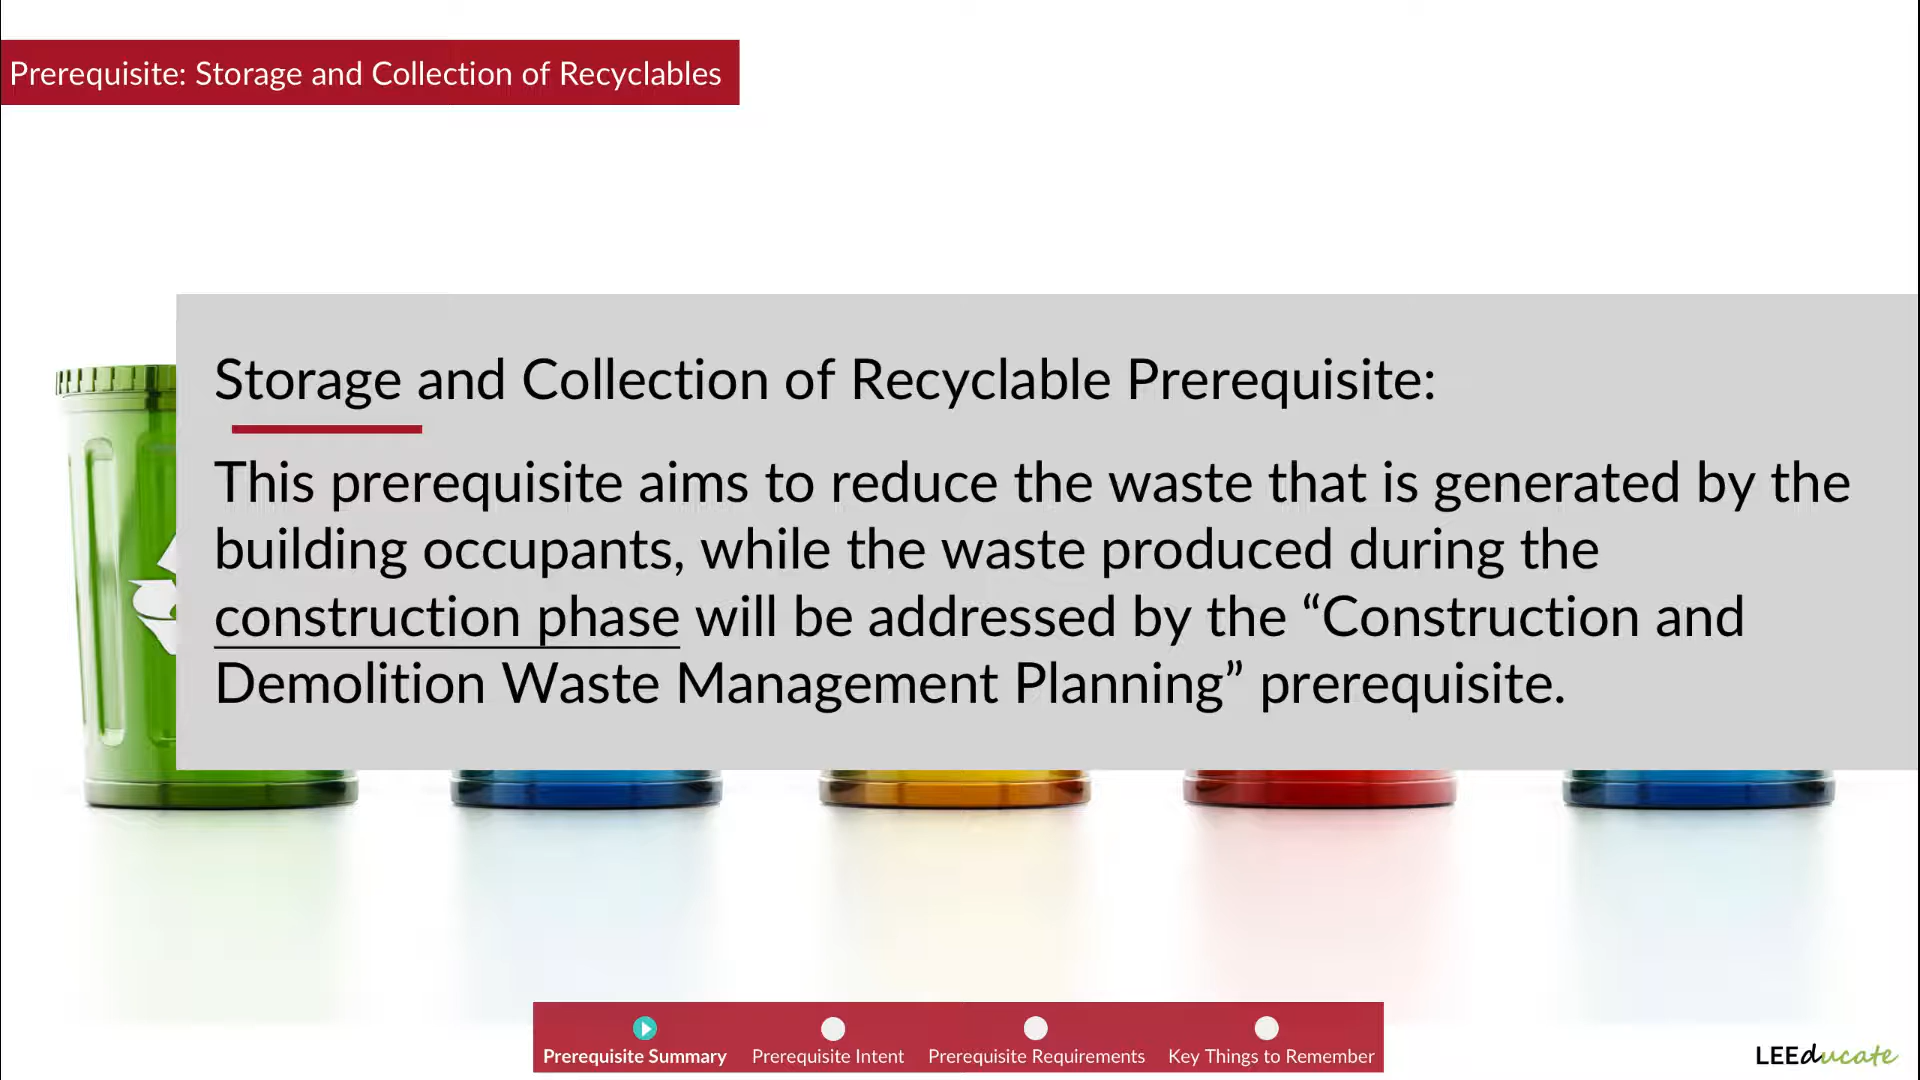 Prerequisite: Storage and Collection of Recyclables
Storage and Collection of Recyclable Prerequisite:
This prerequisite aims to reduce the waste that is generated by the
building occupants, while the waste produced during the
construction phase will be addressed by the “Construction and
Demolition Waste Management Planning” prerequisite.
Prerequisite Summary
Prerequisite Intent
Prerequisite Requirements
Key Things to Remember
LEEducate